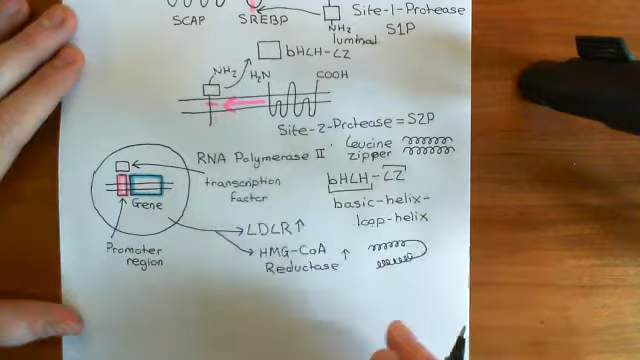 SCAP SREBP
Site-1-Protease
S1P
NH2
luminal
bHLH-LZ
NH2 H2N COOH
Site-2-Protease = S2P
RNA Polymerase II
Leucine
zipper
transcription
factor
bHLH-LZ
Gene
basic-helix-
loop-helix
LDLR↑
Promoter
region
HMG-CoA ↑
Reductase